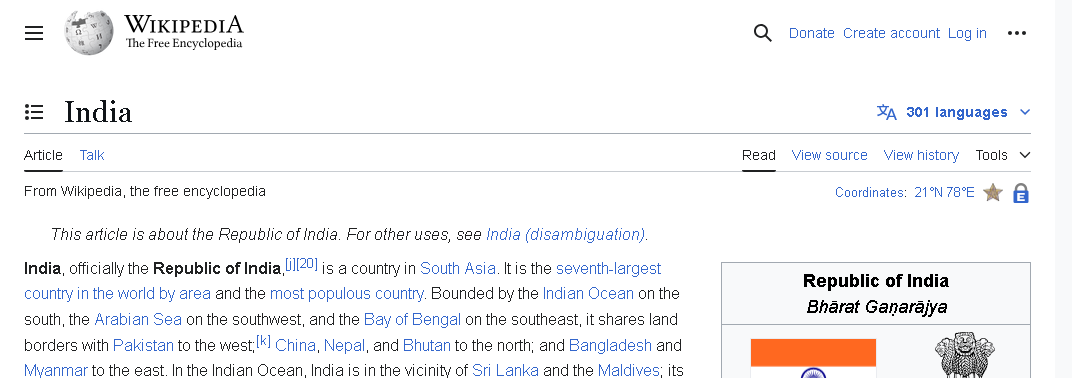 WIKIPEDIA
The Free Encyclopedia
Donate Create account Log in
India
301 languages
Article Talk
Read View source View history Tools
From Wikipedia, the free encyclopedia
Coordinates: 21°N 78°E
E
This article is about the Republic of India. For other uses, see India (disambiguation).
India, officially the Republic of India,[j][20] is a country in South Asia. It is the seventh-largest
country in the world by area and the most populous country. Bounded by the Indian Ocean on the
south, the Arabian Sea on the southwest, and the Bay of Bengal on the southeast, it shares land
borders with Pakistan to the west;[k] China, Nepal, and Bhutan to the north; and Bangladesh and
Myanmar to the east. In the Indian Ocean, India is in the vicinity of Sri Lanka and the Maldives; its
Republic of India
Bhārat Gaṇarājya